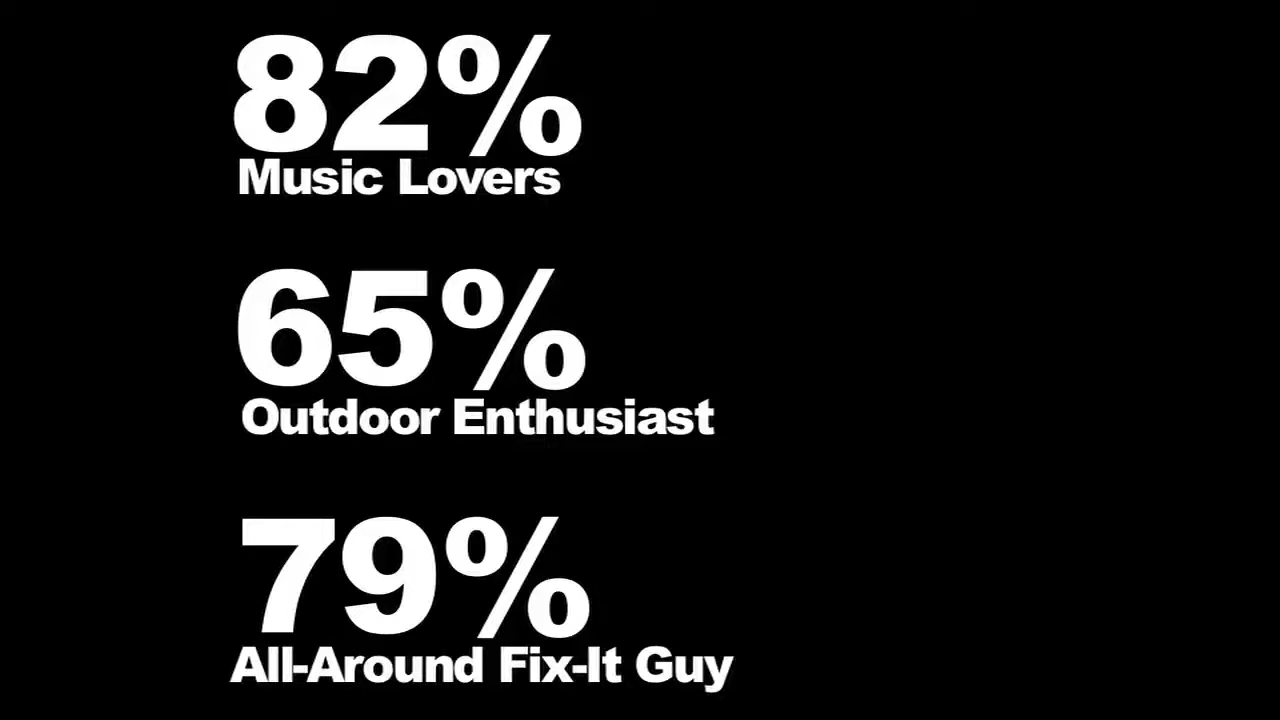 82%
Music Lovers
65%
Outdoor Enthusiast
79%
All-Around Fix-It Guy